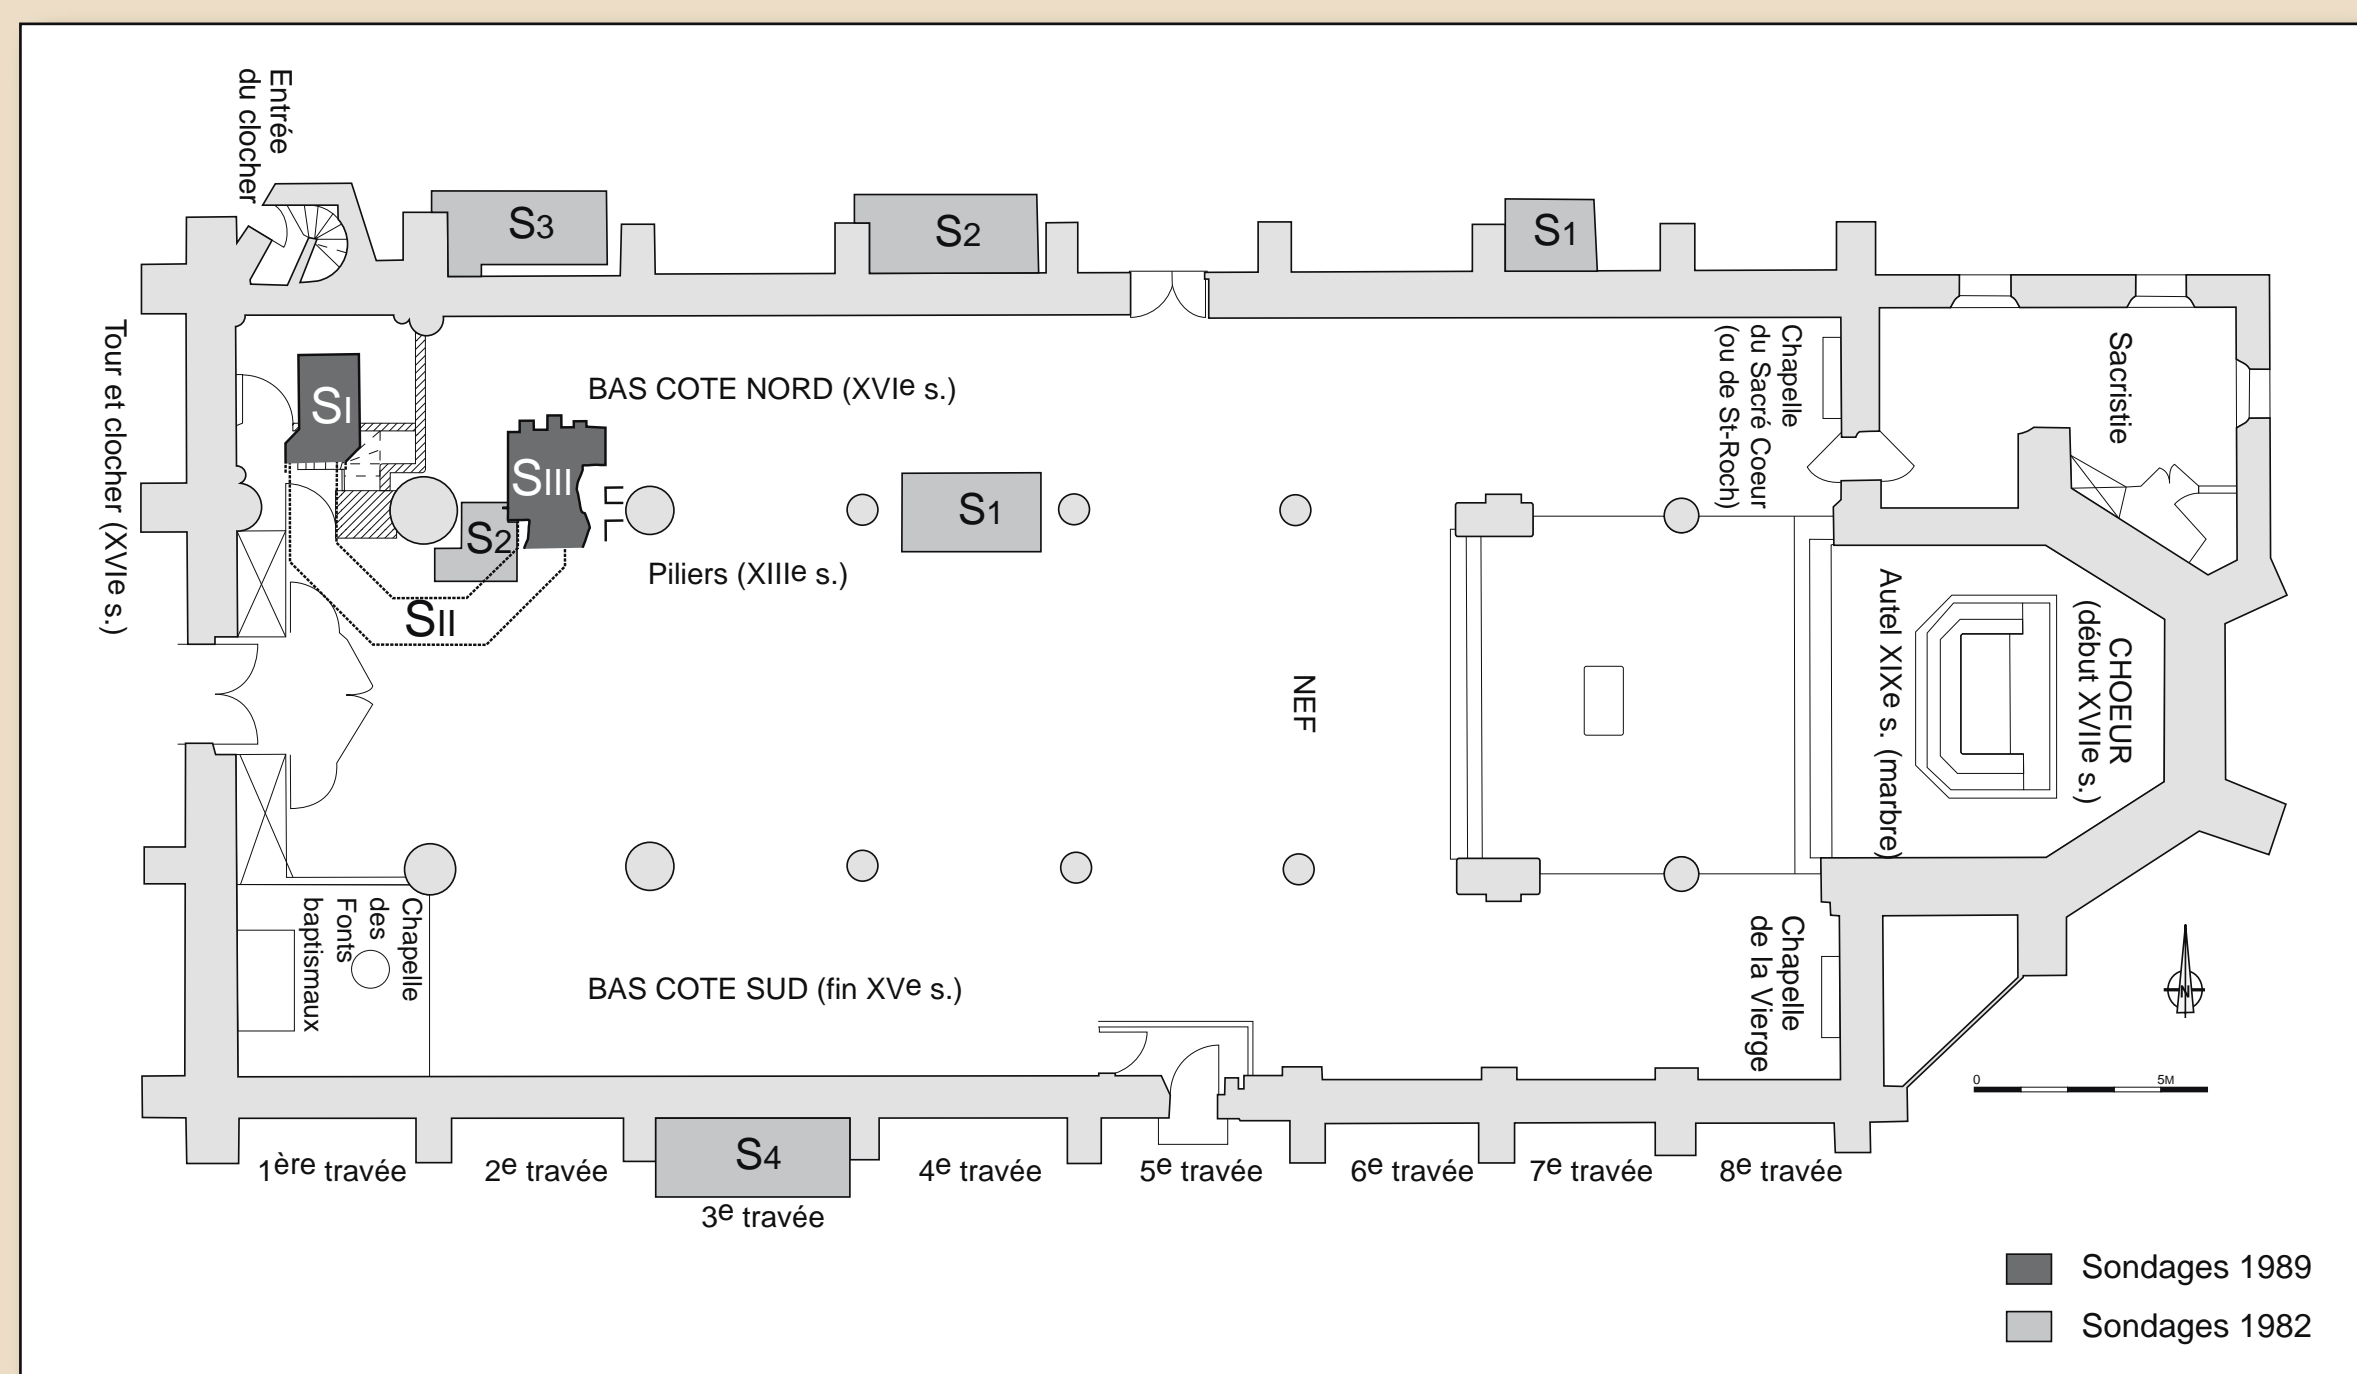 Entrée
du clocher
S3
S2
S1
Tour et clocher (XVIe s.)
SI
BAS COTE NORD (XVIe s.)
Chapelle
du Sacré Coeur
(ou de St-Roch)
Sacristie
SIII
S2
S1
Piliers (XIIIe s.)
SII
NEF
Autel XIXe s. (marbre)
CHOEUR
(début XVIIe s.)
Chapelle
des
Fonts
baptismaux
BAS COTE SUD (fin XVe s.)
Chapelle
de la Vierge
N
0 5M
S4
1ère travée
2e travée
3e travée
4e travée
5e travée
6e travée
7e travée
8e travée
Sondages 1989
Sondages 1982